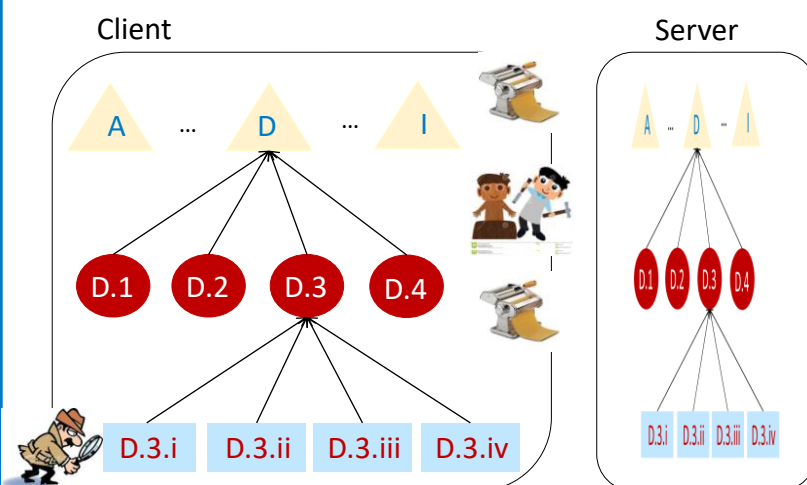 Client
Server
A ... D ... I
D.1 D.2 D.3 D.4
D.3.i D.3.ii D.3.iii D.3.iv
A ... D ... I
D.1 D.2 D.3 D.4
D.3.i D.3.ii D.3.iii D.3.iv